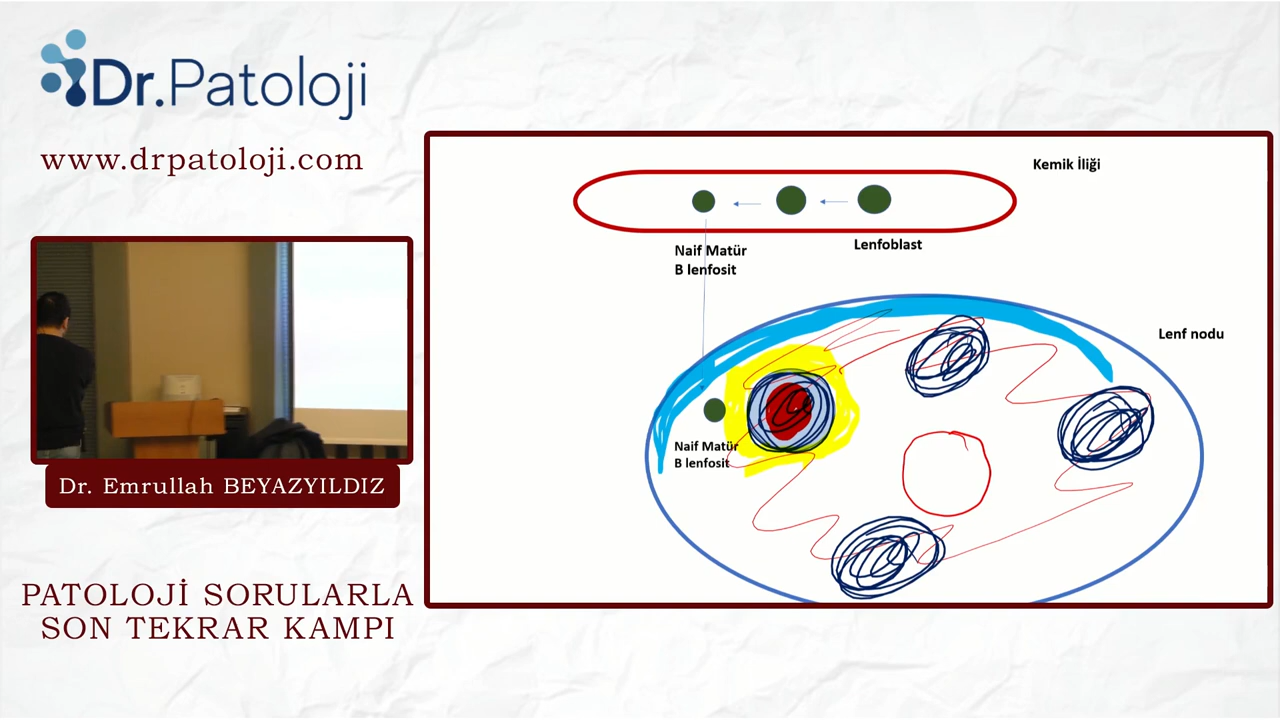 Dr.Patoloji
www.drpatoloji.com
Dr. Emrullah BEYAZYILDIZ
PATOLOJİ SORULARLA
SON TEKRAR KAMPI
Kemik İliği
Naif Matür
B lenfosit
Lenfoblast
Lenf nodu
Naif Matür
B lenfosit